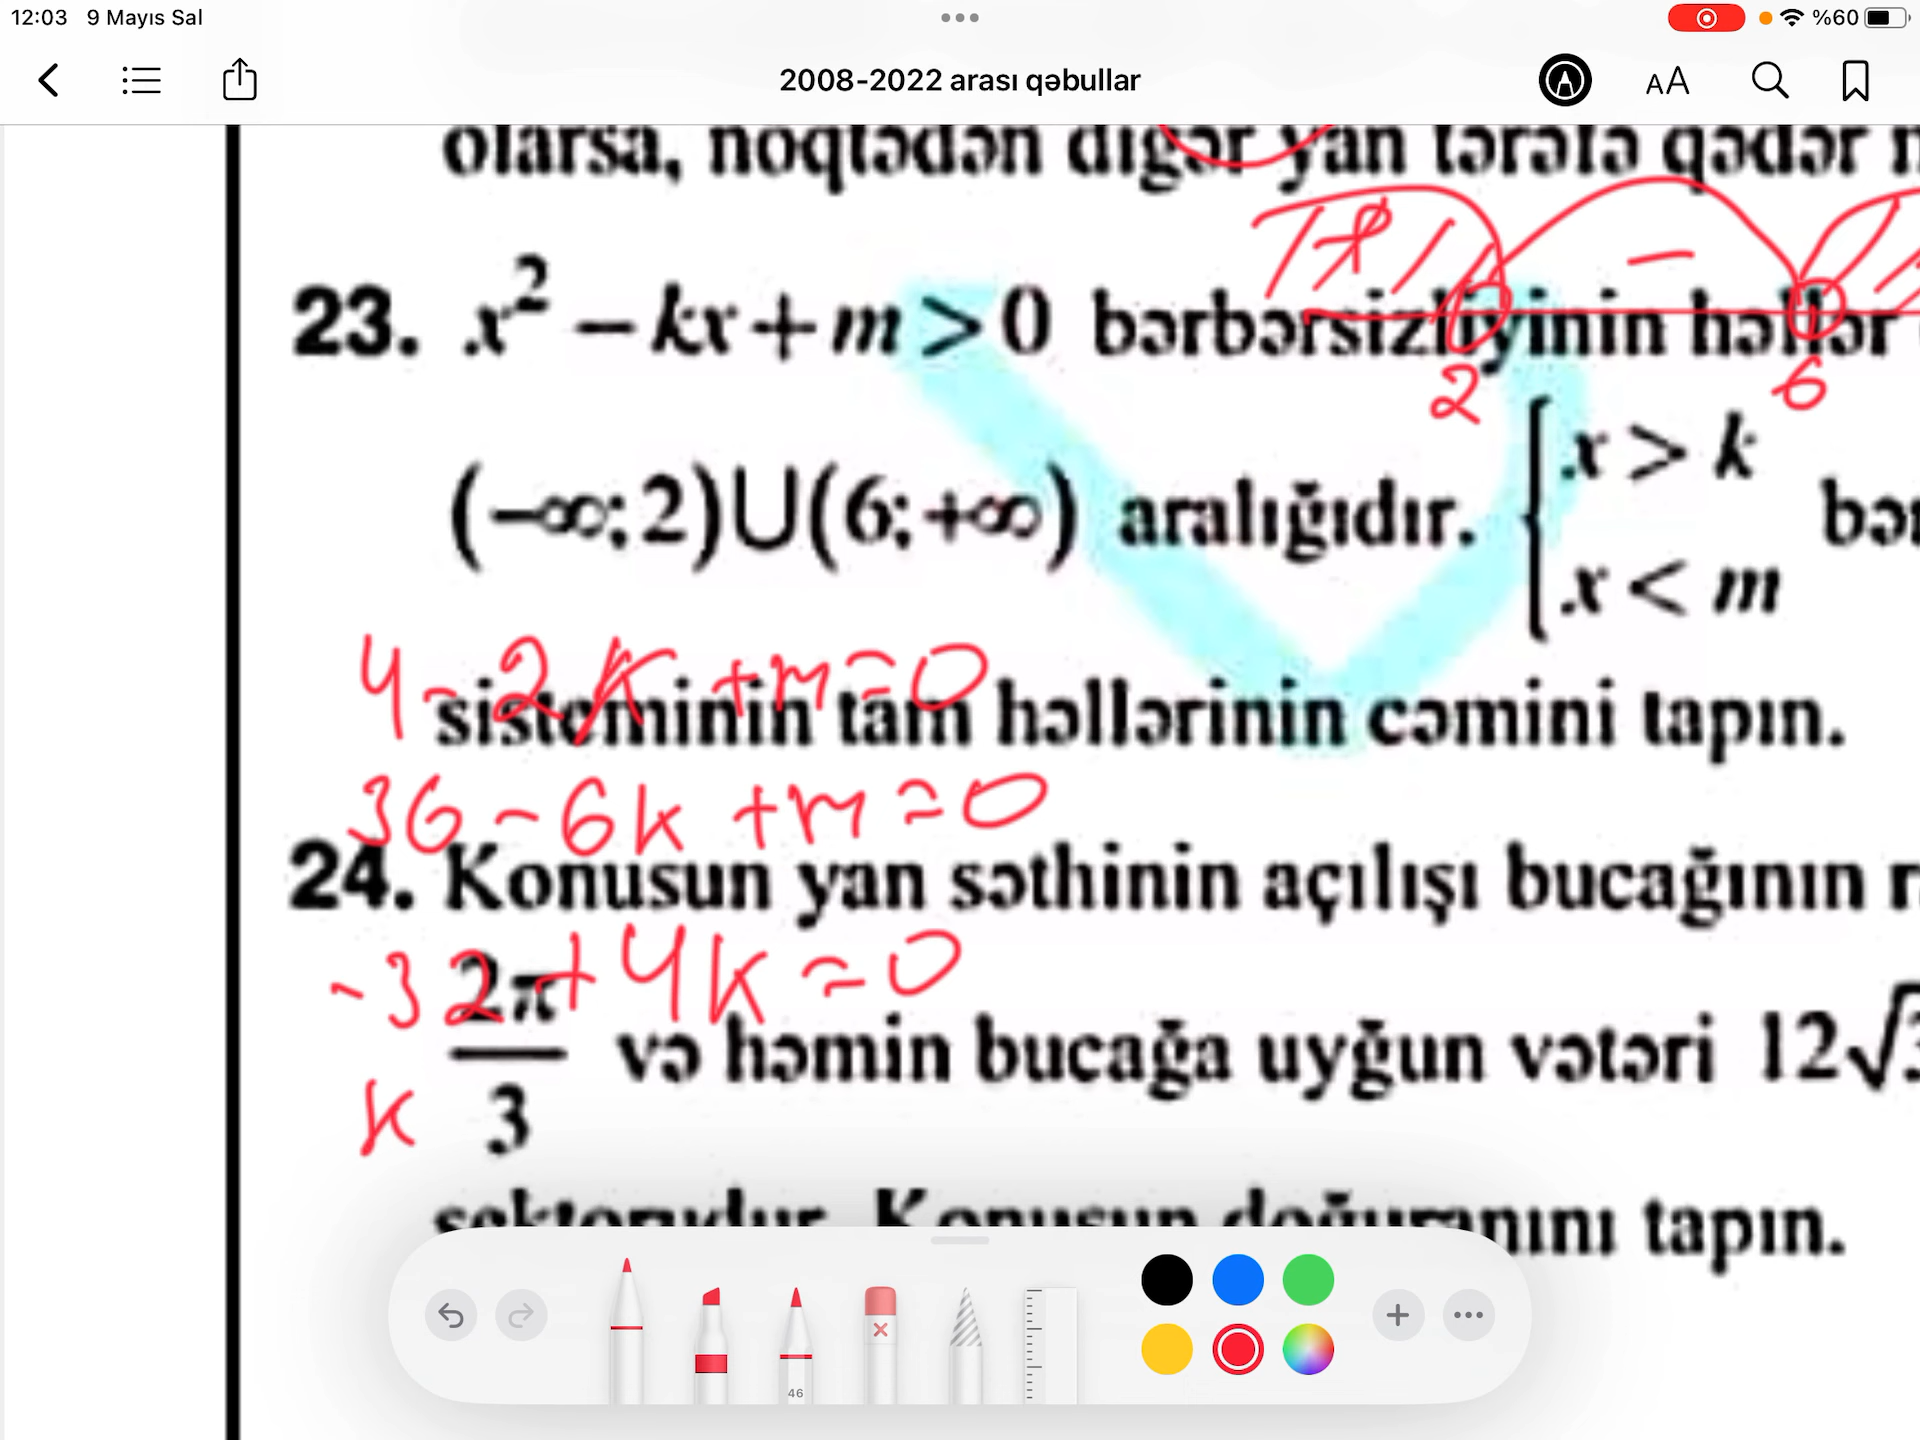 12:03 9 Mayıs Sal
%60
2008-2022 arası qəbullar
AA
olarsa, nöqtədən digər yan tərəfə qədər
23. x² − kx + m > 0 bərbərsizliyinin həllər
2 6
(−∞; 2)∪(6; +∞) aralığıdır. { x > k
x < m
4 - 2k + m = 0
sisteminin tam həllərinin cəmini tapın.
36 - 6k + m = 0
24. Konusun yan səthinin açılışı bucağının
-32 + 4k = 0
2π/3 və həmin bucağa uyğun vətəri 12√3
k
sektorudur. Konusun doğuranını tapın.
46